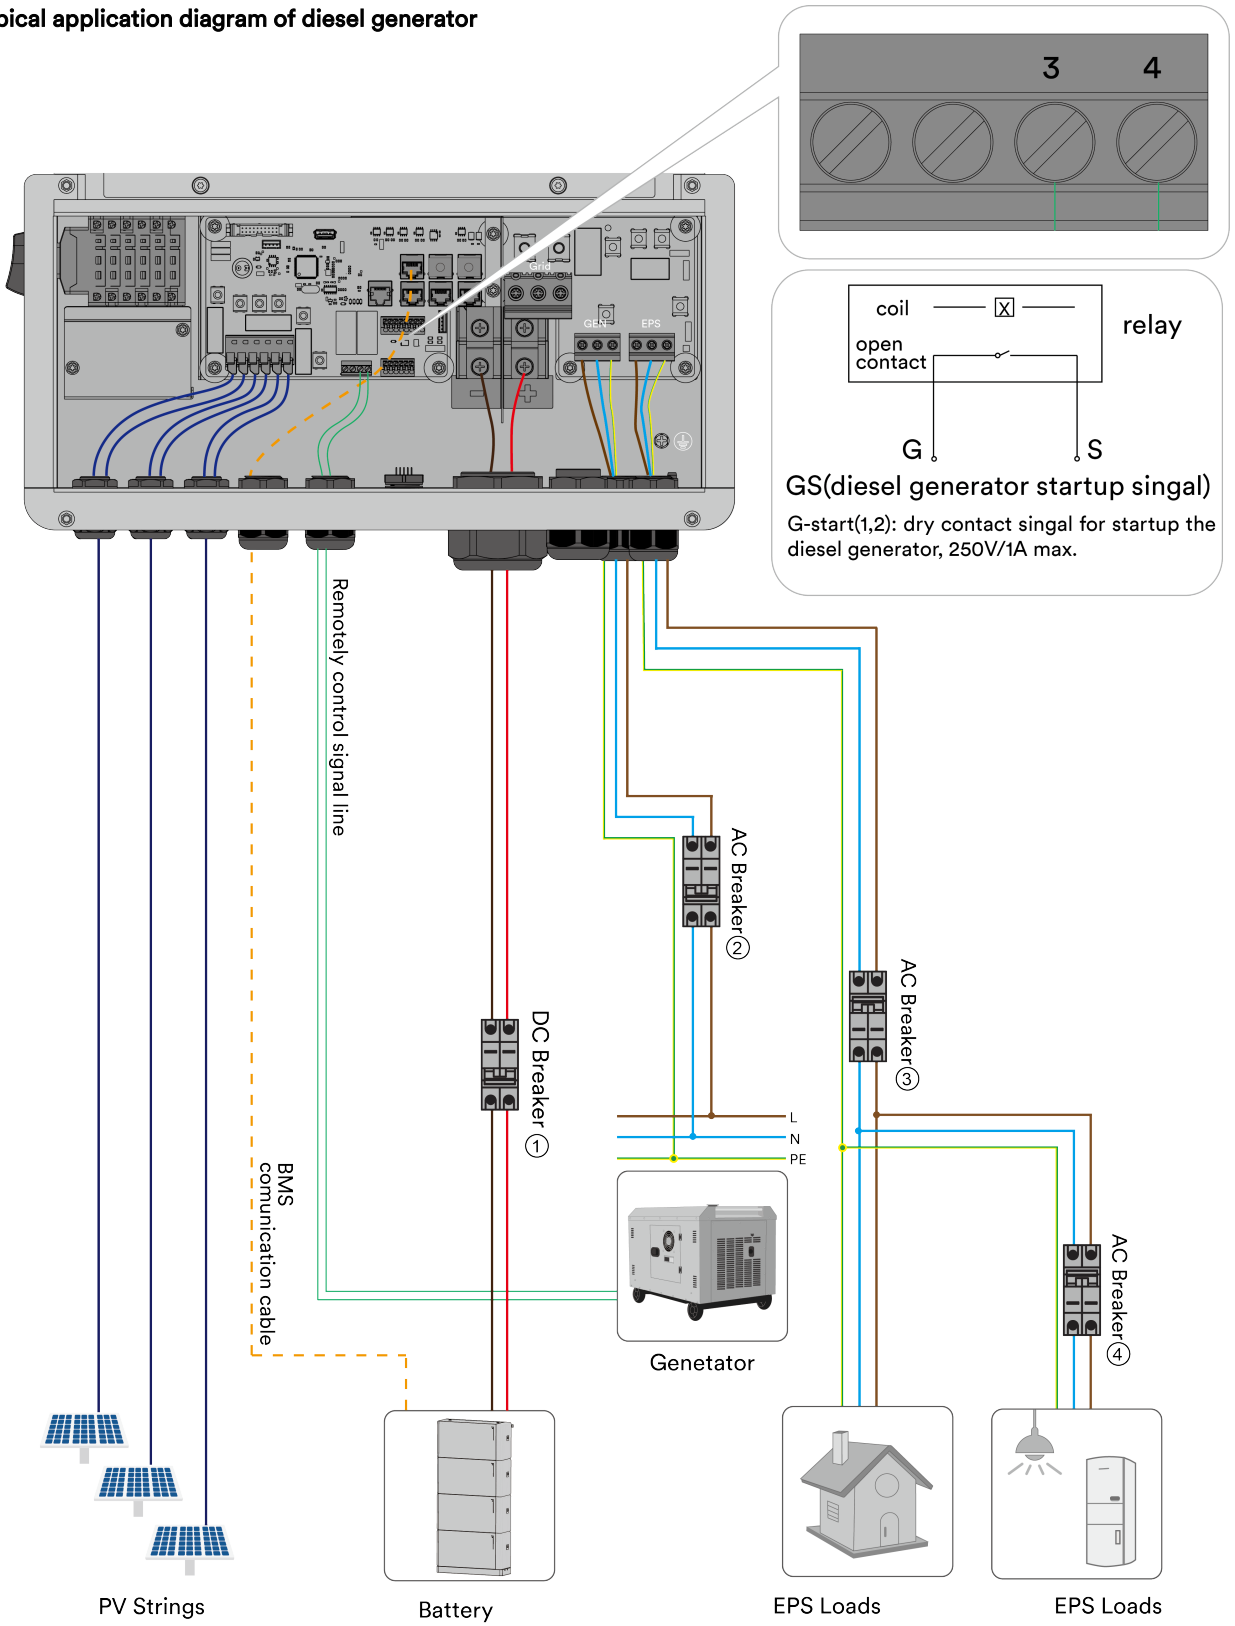 pical application diagram of diesel generator
3 4
Grid
GEN EPS
coil
X
relay
open
contact
G
S
GS(diesel generator startup singal)
G-start(1,2): dry contact singal for startup the
diesel generator, 250V/1A max.
Remotely control signal line
AC Breaker②
AC Breaker③
DC Breaker①
L
N
PE
BMS
comunication cable
AC Breaker④
Genetator
PV Strings
Battery
EPS Loads
EPS Loads